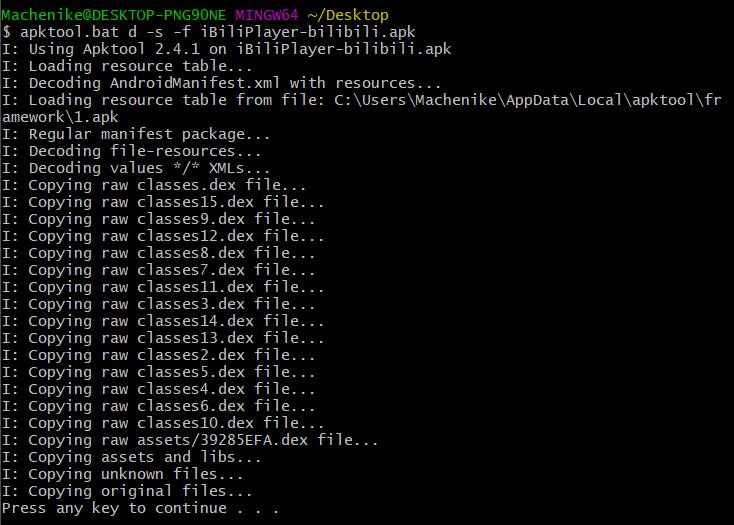 Machenike@DESKTOP-PNG9ONE MINGW64 ~/Desktop
$ apktool.bat d -s -f iBiliPlayer-bilibili.apk
I: Using Apktool 2.4.1 on iBiliPlayer-bilibili.apk
I: Loading resource table...
I: Decoding AndroidManifest.xml with resources...
I: Loading resource table from file: C:\Users\Machenike\AppData\Local\apktool\fr
amework\1.apk
I: Regular manifest package...
I: Decoding file-resources...
I: Decoding values */* XMLs...
I: Copying raw classes.dex file...
I: Copying raw classes15.dex file...
I: Copying raw classes9.dex file...
I: Copying raw classes12.dex file...
I: Copying raw classes8.dex file...
I: Copying raw classes7.dex file...
I: Copying raw classes11.dex file...
I: Copying raw classes3.dex file...
I: Copying raw classes14.dex file...
I: Copying raw classes13.dex file...
I: Copying raw classes2.dex file...
I: Copying raw classes5.dex file...
I: Copying raw classes4.dex file...
I: Copying raw classes6.dex file...
I: Copying raw classes10.dex file...
I: Copying raw assets/39285EFA.dex file...
I: Copying assets and libs...
I: Copying unknown files...
I: Copying original files...
Press any key to continue . . .